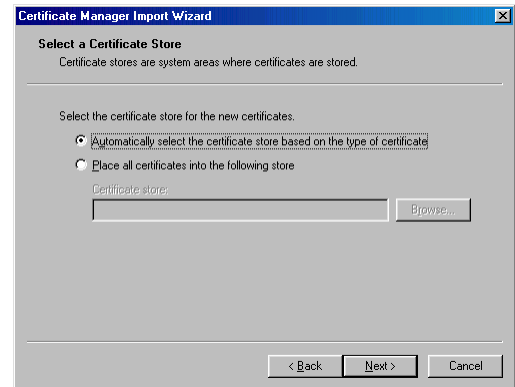 Certificate Manager Import Wizard
Select a Certificate Store
Certificate stores are system areas where certificates are stored.
Select the certificate store for the new certificates.
Automatically select the certificate store based on the type of certificate
Place all certificates into the following store
Certificate store:
Browse...
< Back
Next >
Cancel